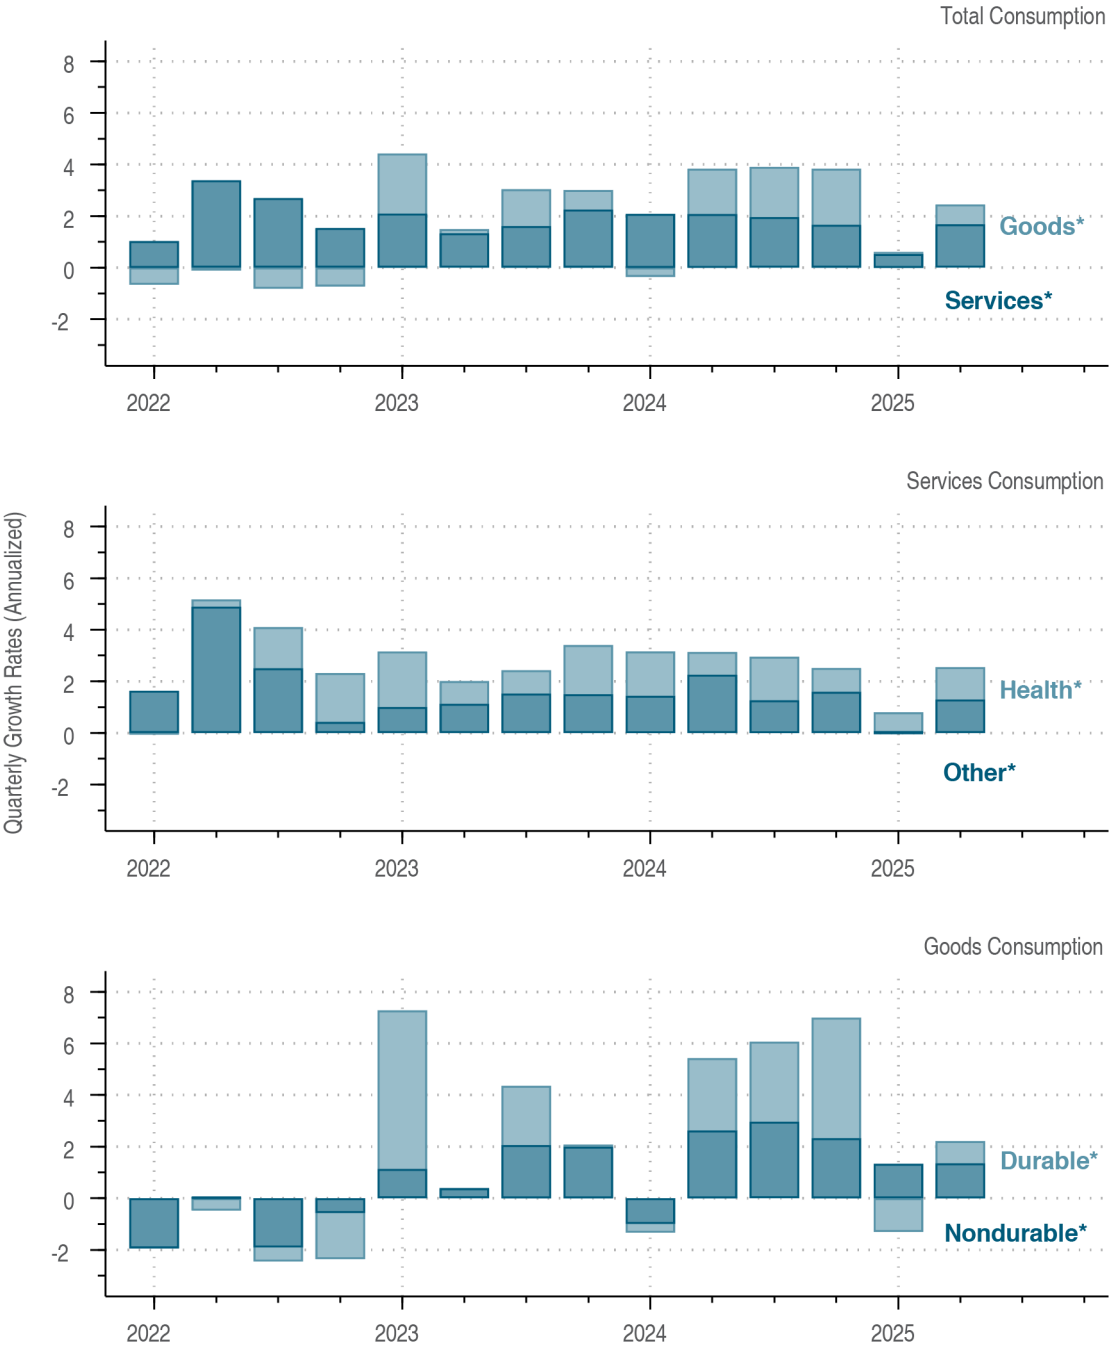 Total Consumption
8
6
4
2
0
-2
Goods*
Services*
2022 2023 2024 2025
Quarterly Growth Rates (Annualized)
Services Consumption
8
6
4
2
0
-2
Health*
Other*
2022 2023 2024 2025
Goods Consumption
8
6
4
2
0
-2
Durable*
Nondurable*
2022 2023 2024 2025